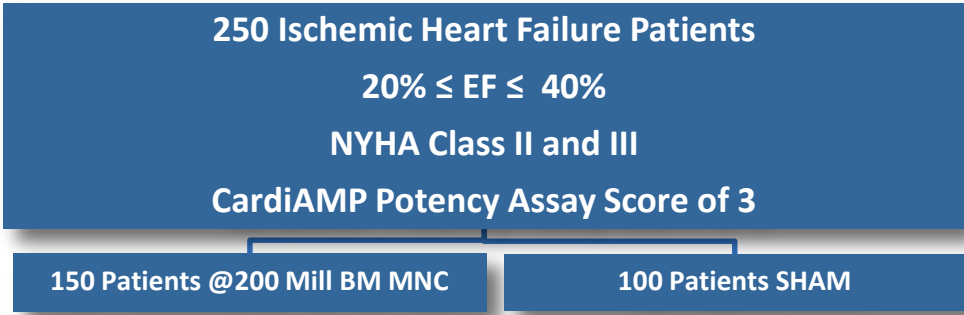 250 Ischemic Heart Failure Patients
20% ≤ EF ≤ 40%
NYHA Class II and III
CardiAMP Potency Assay Score of 3
150 Patients @200 Mill BM MNC
100 Patients SHAM